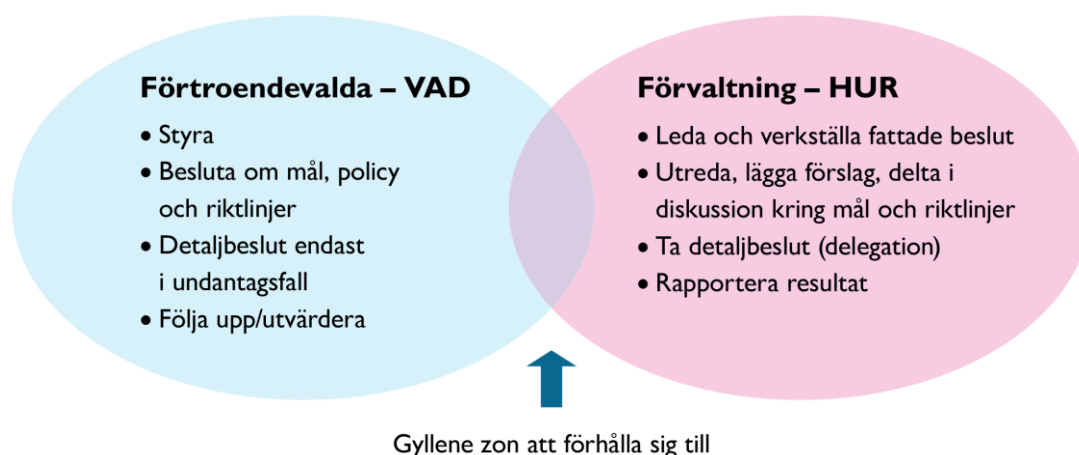 Förtroendevalda – VAD
• Styra
• Besluta om mål, policy
och riktlinjer
• Detaljbeslut endast
i undantagsfall
• Följa upp/utvärdera
Förvaltning – HUR
• Leda och verkställa fattade beslut
• Utreda, lägga förslag, delta i
diskussion kring mål och riktlinjer
• Ta detaljbeslut (delegation)
• Rapportera resultat
Gyllene zon att förhålla sig till